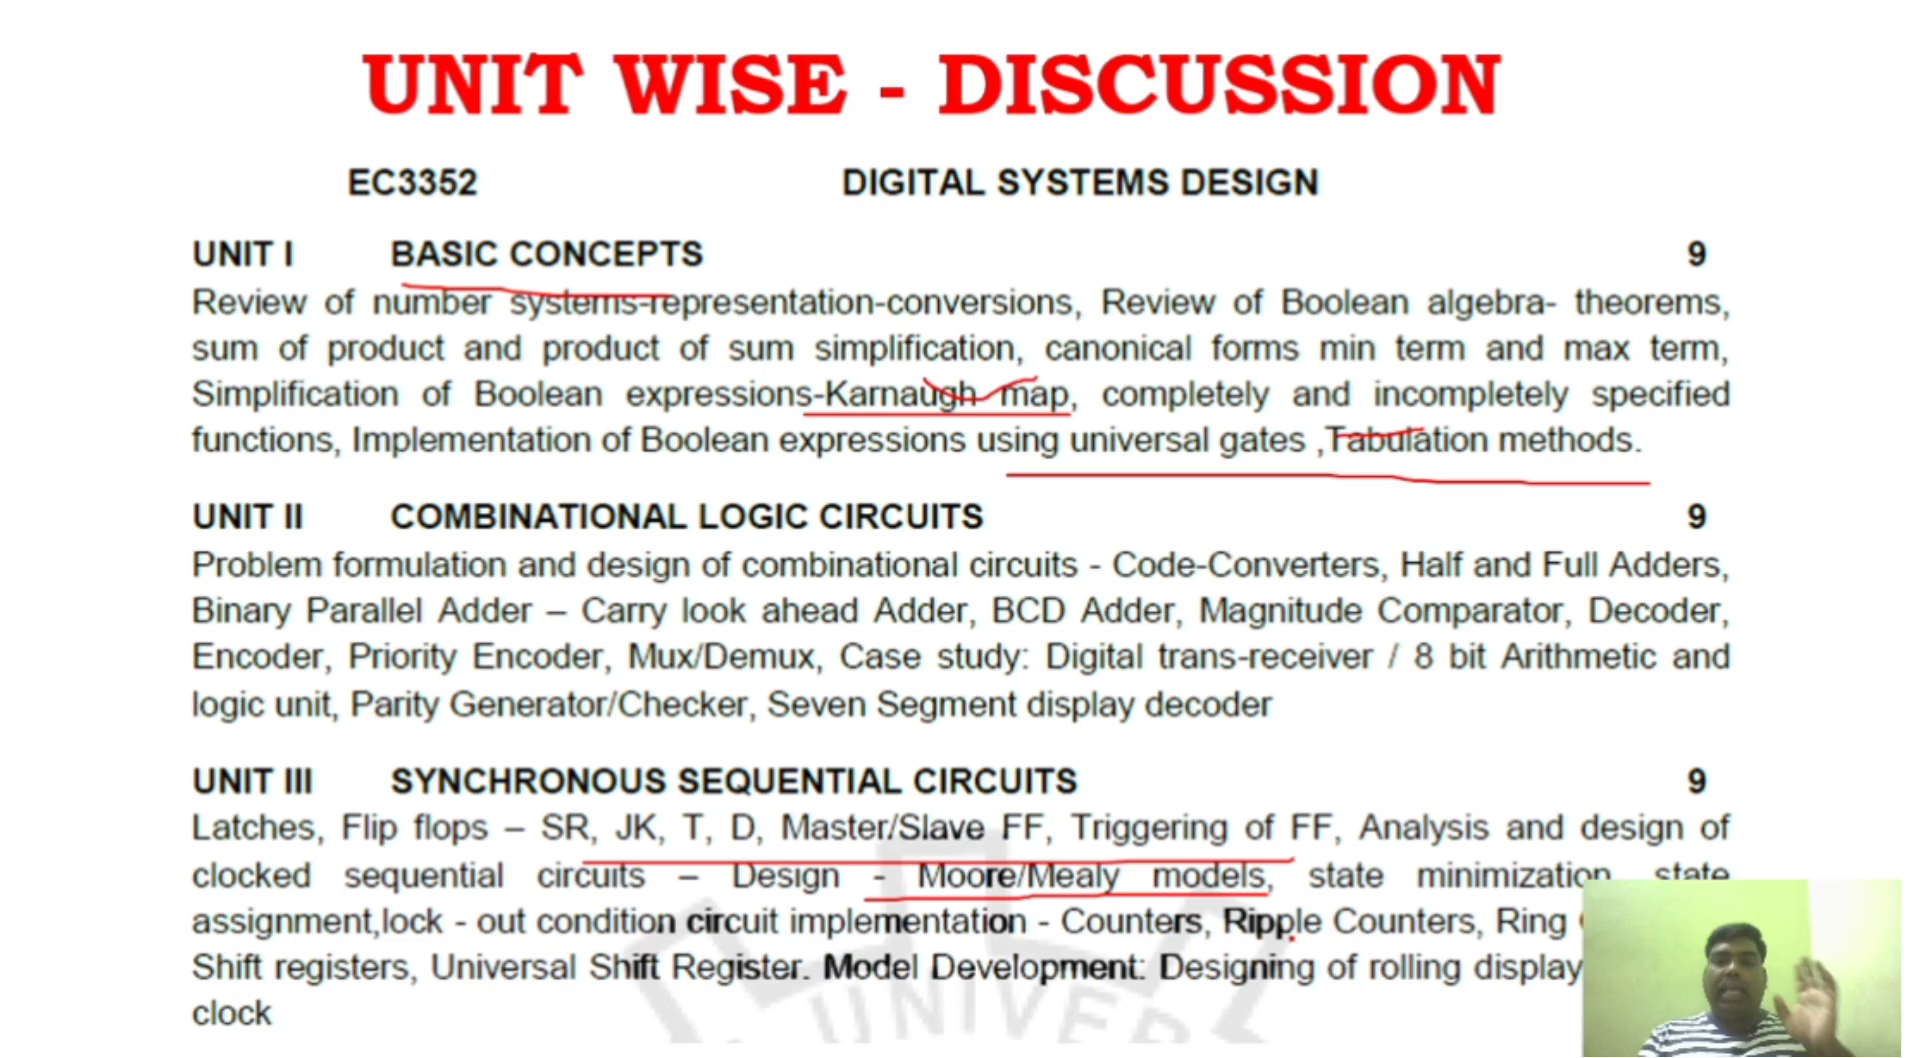 UNIT WISE - DISCUSSION
EC3352 DIGITAL SYSTEMS DESIGN
UNIT I BASIC CONCEPTS 9
Review of number systems-representation-conversions, Review of Boolean algebra- theorems,
sum of product and product of sum simplification, canonical forms min term and max term,
Simplification of Boolean expressions-Karnaugh map, completely and incompletely specified
functions, Implementation of Boolean expressions using universal gates ,Tabulation methods.
UNIT II COMBINATIONAL LOGIC CIRCUITS 9
Problem formulation and design of combinational circuits - Code-Converters, Half and Full Adders,
Binary Parallel Adder – Carry look ahead Adder, BCD Adder, Magnitude Comparator, Decoder,
Encoder, Priority Encoder, Mux/Demux, Case study: Digital trans-receiver / 8 bit Arithmetic and
logic unit, Parity Generator/Checker, Seven Segment display decoder
UNIT III SYNCHRONOUS SEQUENTIAL CIRCUITS 9
Latches, Flip flops – SR, JK, T, D, Master/Slave FF, Triggering of FF, Analysis and design of
clocked sequential circuits – Design - Moore/Mealy models, state minimization, state
assignment,lock - out condition circuit implementation - Counters, Ripple Counters, Ring
Shift registers, Universal Shift Register. Model Development: Designing of rolling display
clock
UNIVER